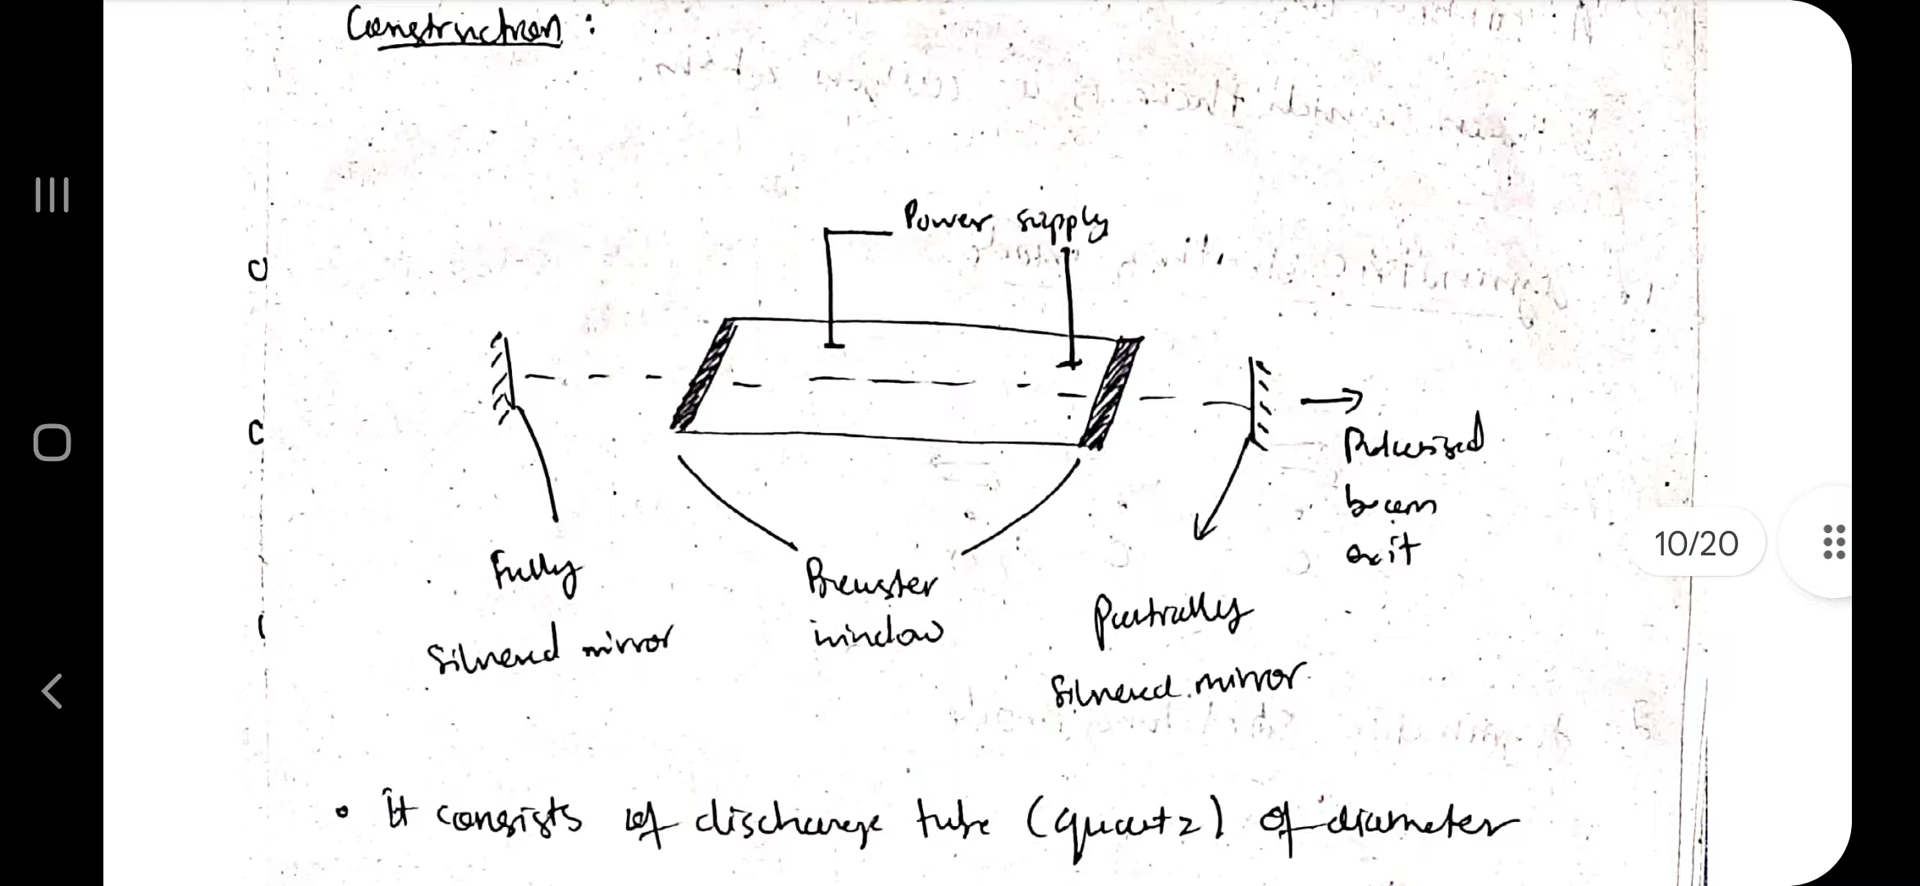 Construction :
Power supply
Polarized
beam
exit
10/20
Fully
silvered mirror
Brewster
window
Partially
silvered mirror
• It consists of discharge tube (quartz) of diameter